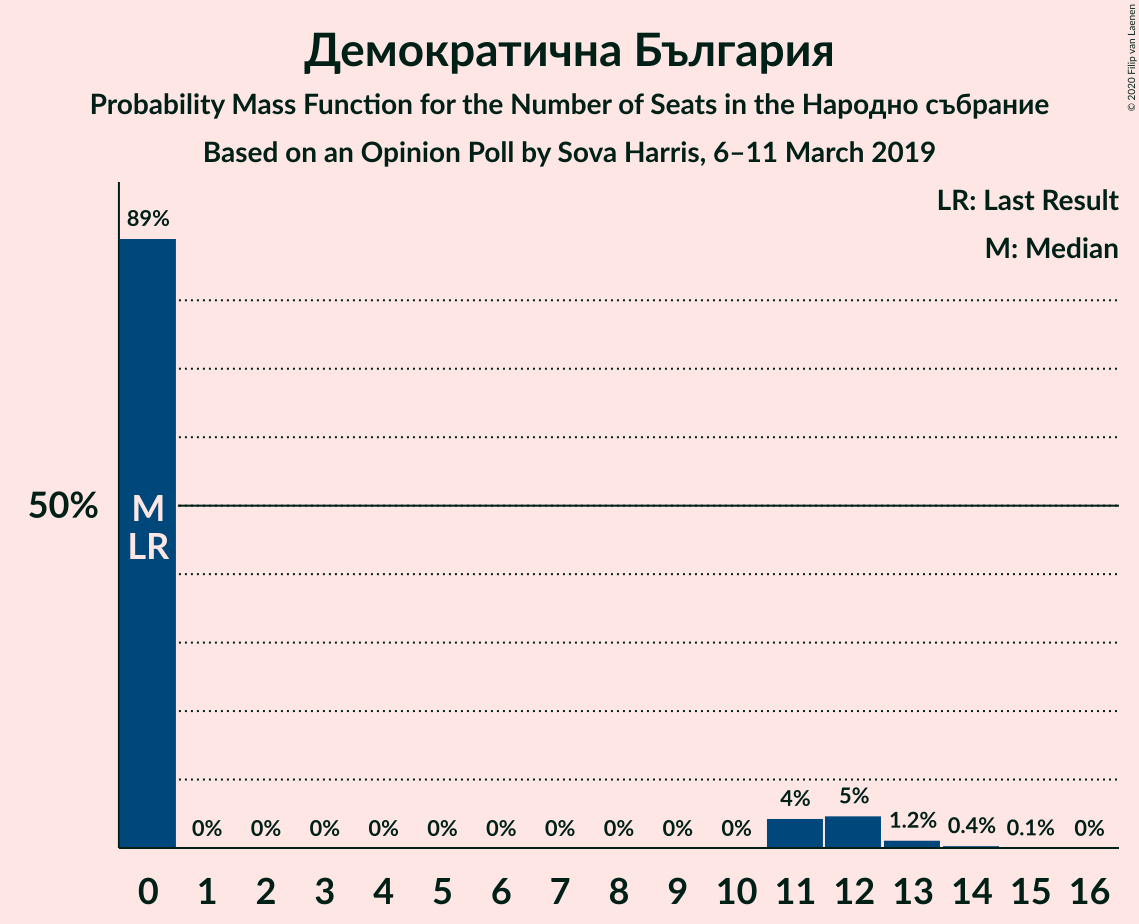 Демократична България
Probability Mass Function for the Number of Seats in the Народно събрание
Based on an Opinion Poll by Sova Harris, 6–11 March 2019
© 2020 Filip van Laenen
LR: Last Result
M: Median
89%
50%
M
LR
0% 0% 0% 0% 0% 0% 0% 0% 0% 0% 4% 5% 1.2% 0.4% 0.1% 0%
0 1 2 3 4 5 6 7 8 9 10 11 12 13 14 15 16